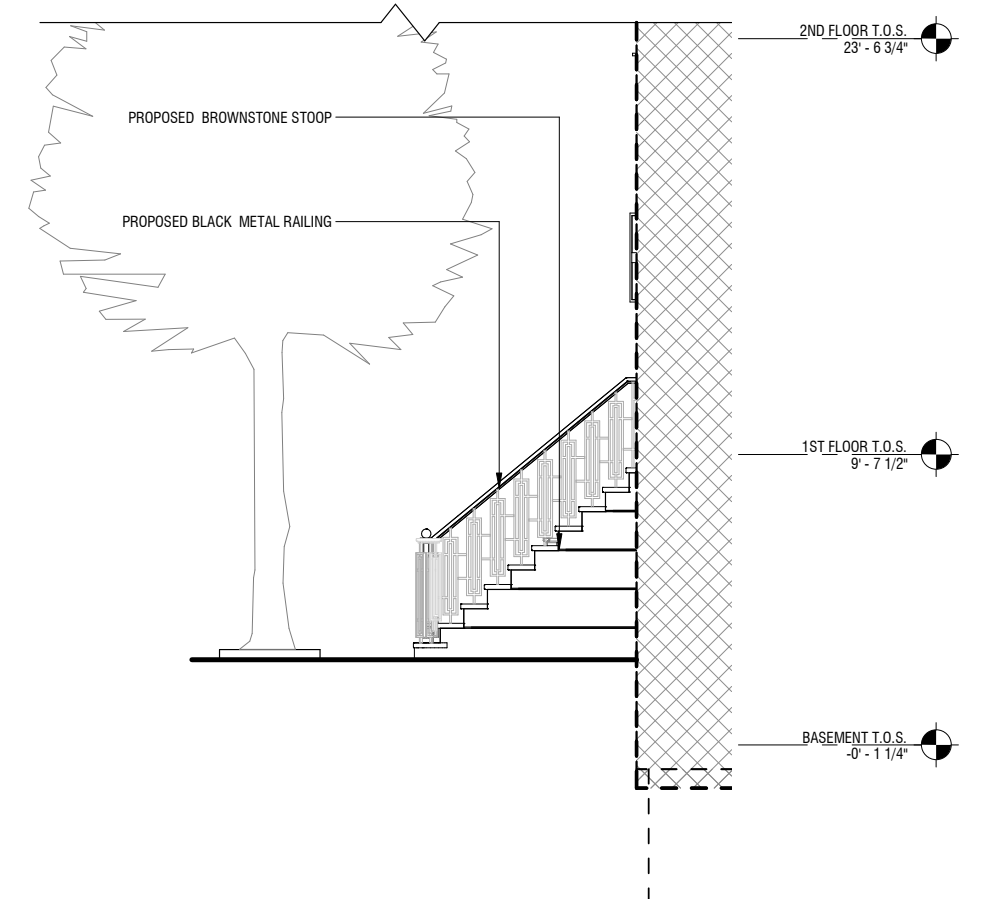 2ND FLOOR T.O.S.
23' - 6 3/4"
PROPOSED BROWNSTONE STOOP
PROPOSED BLACK METAL RAILING
1ST FLOOR T.O.S.
9' - 7 1/2"
BASEMENT T.O.S.
-0' - 1 1/4"